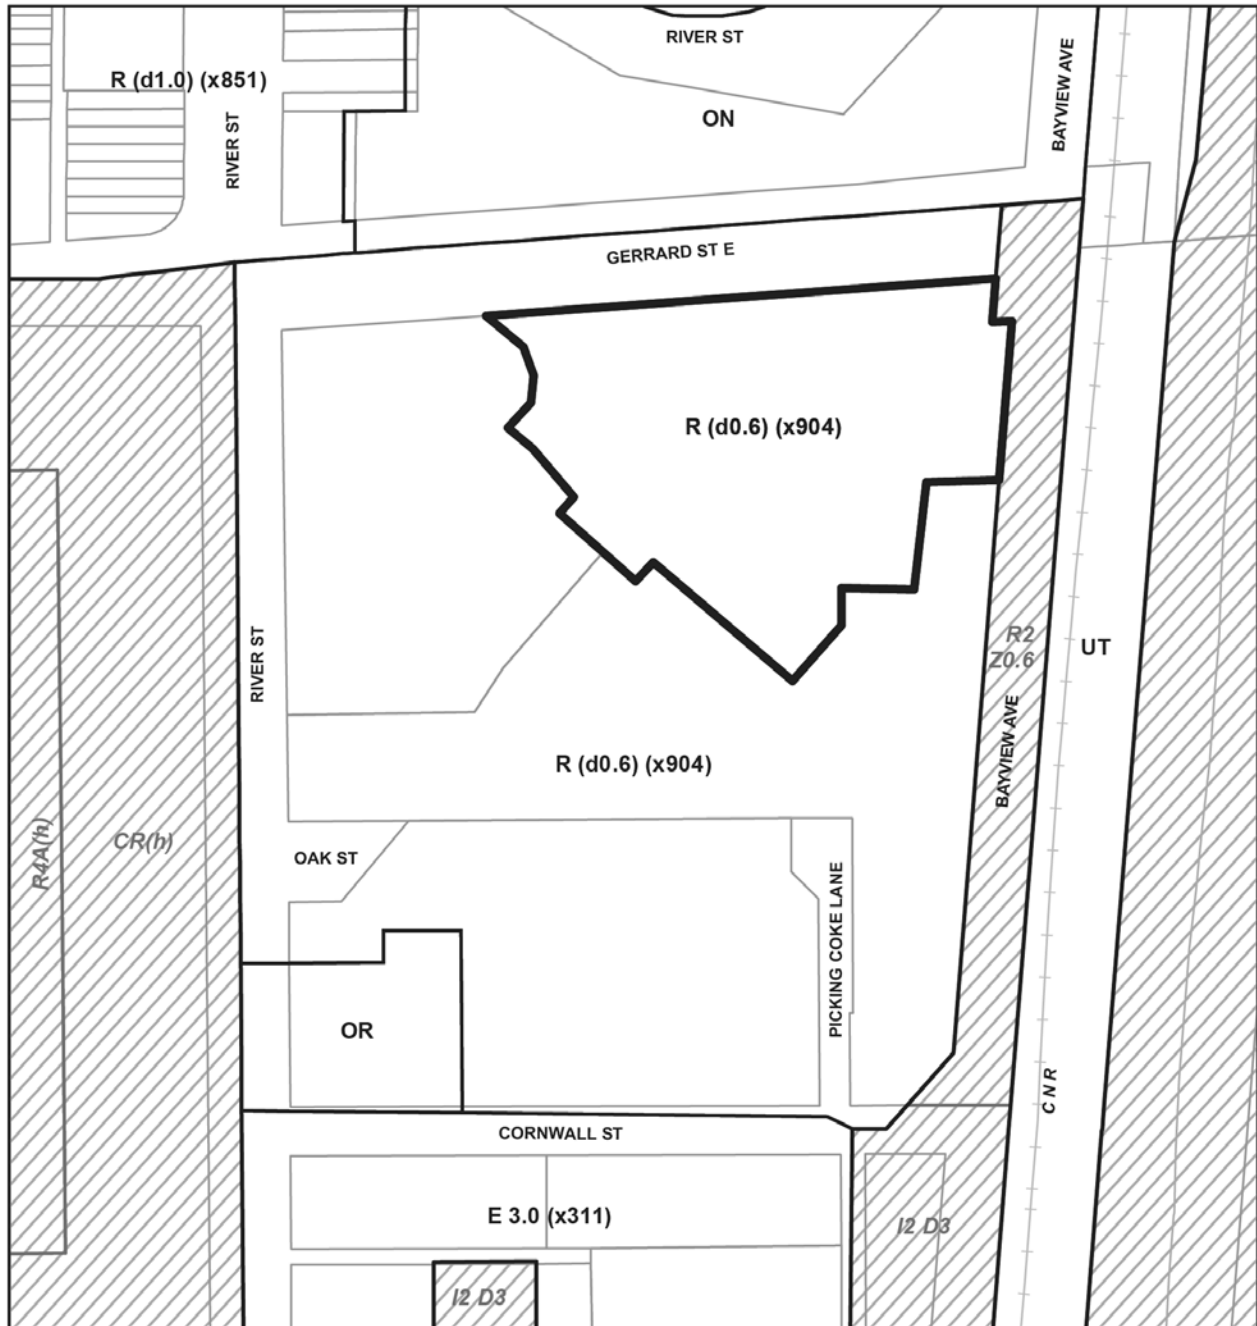 RIVER ST
BAYVIEW AVE
R (d1.0) (x851)
ON
RIVER ST
GERRARD ST E
R (d0.6) (x904)
R2
Z0.6
UT
RIVER ST
BAYVIEW AVE
R (d0.6) (x904)
R4A(h)
CR(h)
OAK ST
PICKING COKE LANE
OR
C N R
CORNWALL ST
E 3.0 (x311)
I2 D3
I2 D3